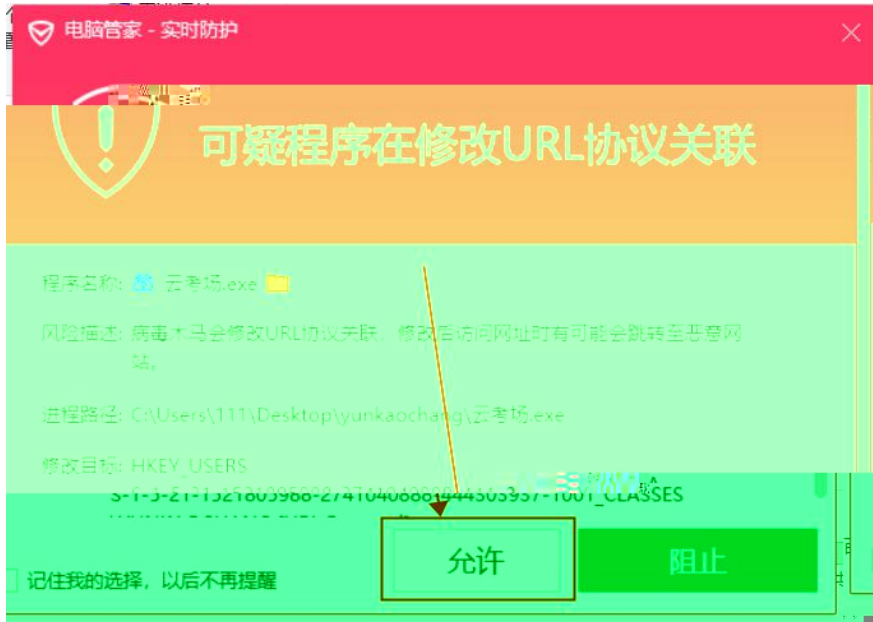 电脑管家 - 实时防护
可疑程序在修改URL协议关联
程序名称: 云考场.exe
风险描述: 病毒木马会修改URL协议关联，修改后访问网址时有可能会跳转至恶意网
站。
进程路径: C:\Users\111\Desktop\yunkaochang\云考场.exe
修改目标: HKEY_USERS
CLASSES
允许
阻止
记住我的选择，以后不再提醒